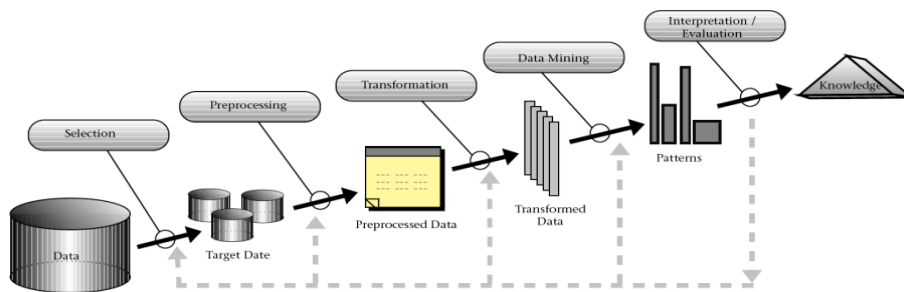 Interpretation /
Evaluation
Data Mining
Knowledge
Transformation
Preprocessing
Patterns
Selection
Transformed
Data
Preprocessed Data
Target Date
Data